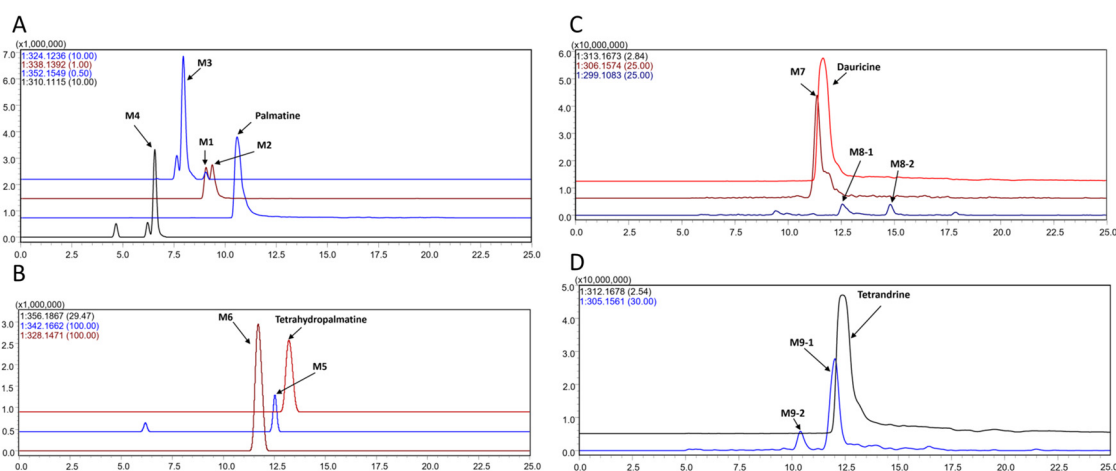 A
(x1,000,000)
7.0
1:324.1236 (10.00)
1:338.1392 (1.00)
1:352.1549 (0.50)
1:310.1115 (10.00)
6.0
5.0
4.0
3.0
2.0
1.0
0.0
M3
M4
M1
M2
Palmatine
0.0 2.5 5.0 7.5 10.0 12.5 15.0 17.5 20.0 22.5 25.0
B
(x1,000,000)
1:356.1867 (29.47)
1:342.1662 (100.00)
1:328.1471 (100.00)
3.0
2.5
2.0
1.5
1.0
0.5
0.0
M6
Tetrahydropalmatine
M5
0.0 2.5 5.0 7.5 10.0 12.5 15.0 17.5 20.0 22.5 25.0
C
(x10,000,000)
6.0
1:313.1673 (2.84)
1:306.1574 (25.00)
1:299.1083 (25.00)
5.0
4.0
3.0
2.0
1.0
0.0
M7
Dauricine
M8-1
M8-2
0.0 2.5 5.0 7.5 10.0 12.5 15.0 17.5 20.0 22.5 25.0
D
(x10,000,000)
5.0
1:312.1678 (2.54)
1:305.1561 (30.00)
4.0
3.0
2.0
1.0
0.0
Tetrandrine
M9-1
M9-2
0.0 2.5 5.0 7.5 10.0 12.5 15.0 17.5 20.0 22.5 25.0